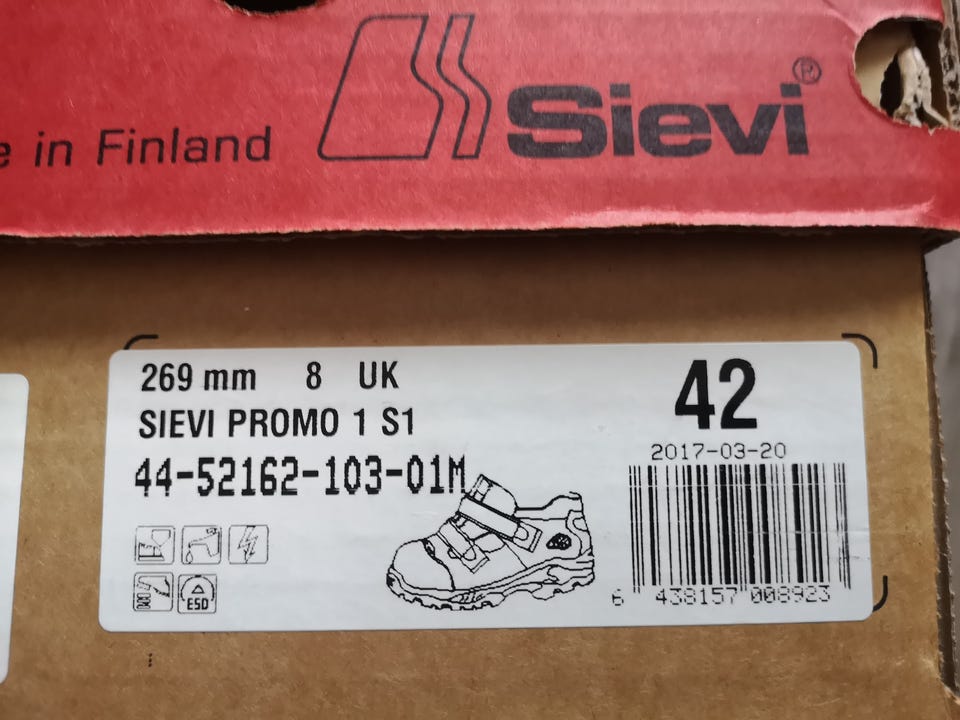 Sievi®
e in Finland
269 mm 8 UK
SIEVI PROMO 1 S1
44-52162-103-01M
42
2017-03-20
ESD
6 438157 008923